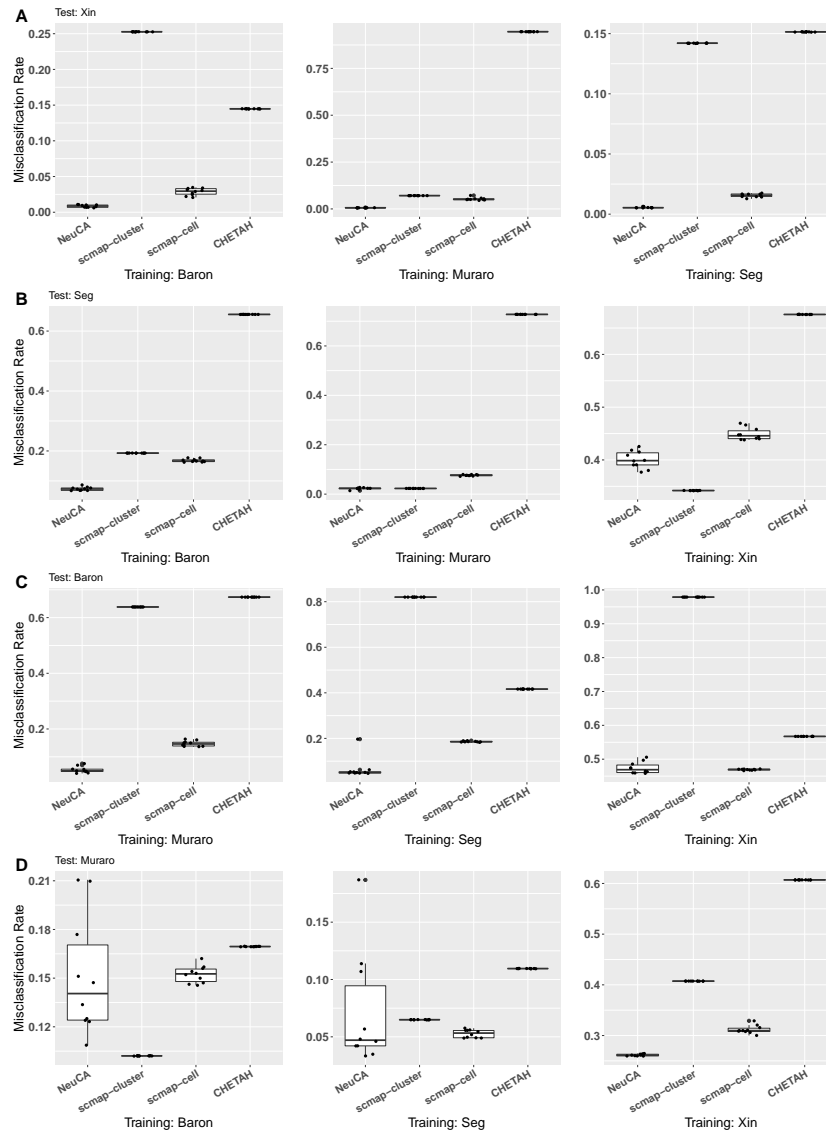 A
Test: Xin
Misclassification Rate
0.25
0.20
0.15
0.10
0.05
0.00
NeuCA
scmap−cluster
scmap−cell
CHETAH
Training: Baron
0.75
0.50
0.25
0.00
NeuCA
scmap−cluster
scmap−cell
CHETAH
Training: Muraro
0.15
0.10
0.05
0.00
NeuCA
scmap−cluster
scmap−cell
CHETAH
Training: Seg
B
Test: Seg
Misclassification Rate
0.6
0.4
0.2
NeuCA
scmap−cluster
scmap−cell
CHETAH
Training: Baron
0.6
0.4
0.2
0.0
NeuCA
scmap−cluster
scmap−cell
CHETAH
Training: Muraro
0.6
0.5
0.4
NeuCA
scmap−cluster
scmap−cell
CHETAH
Training: Xin
C
Test: Baron
Misclassification Rate
0.6
0.4
0.2
NeuCA
scmap−cluster
scmap−cell
CHETAH
Training: Muraro
0.8
0.6
0.4
0.2
NeuCA
scmap−cluster
scmap−cell
CHETAH
Training: Seg
1.0
0.9
0.8
0.7
0.6
0.5
NeuCA
scmap−cluster
scmap−cell
CHETAH
Training: Xin
D
Test: Muraro
Misclassification Rate
0.21
0.18
0.15
0.12
NeuCA
scmap−cluster
scmap−cell
CHETAH
Training: Baron
0.15
0.10
0.05
NeuCA
scmap−cluster
scmap−cell
CHETAH
Training: Seg
0.6
0.5
0.4
0.3
NeuCA
scmap−cluster
scmap−cell
CHETAH
Training: Xin